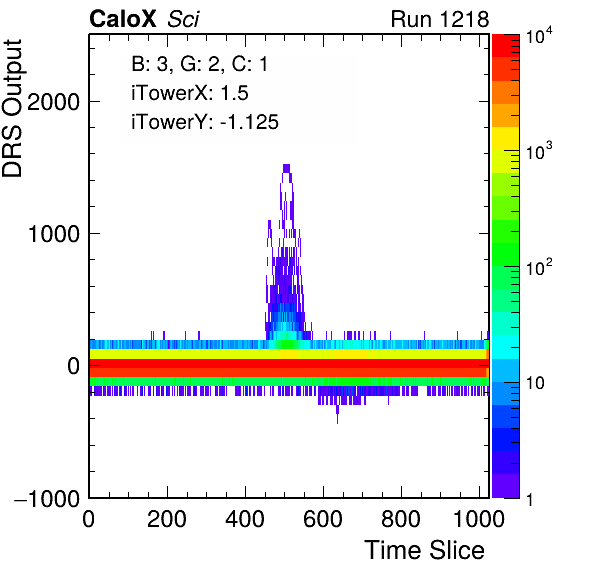 CaloX Sci Run 1218
B: 3, G: 2, C: 1
iTowerX: 1.5
iTowerY: -1.125
DRS Output
2000
1000
0
−1000
0 200 400 600 800 1000
Time Slice
10^4
10^3
10^2
10
1